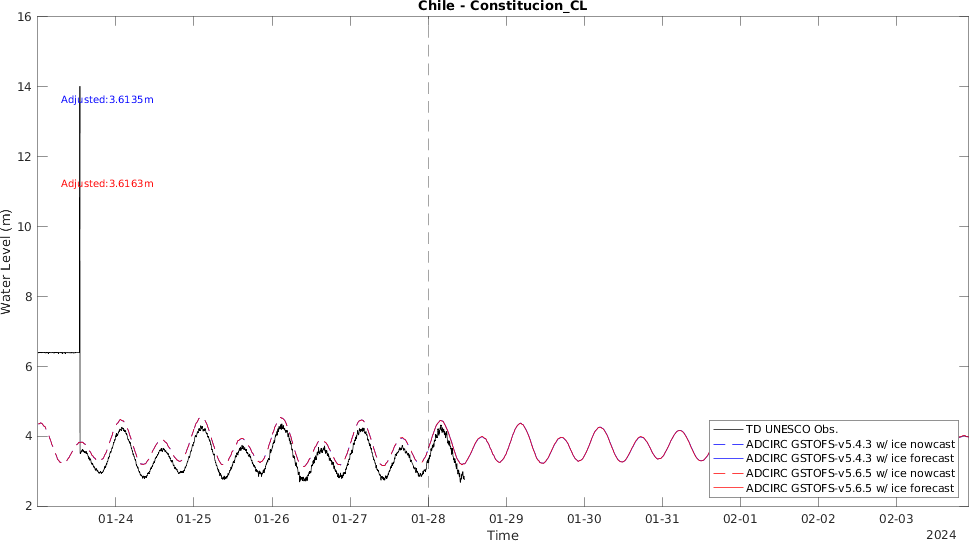 Chile - Constitucion_CL
16
14
12
10
8
6
4
2
Water Level (m)
Adjusted:3.6135m
Adjusted:3.6163m
TD UNESCO Obs.
ADCIRC GSTOFS-v5.4.3 w/ ice nowcast
ADCIRC GSTOFS-v5.4.3 w/ ice forecast
ADCIRC GSTOFS-v5.6.5 w/ ice nowcast
ADCIRC GSTOFS-v5.6.5 w/ ice forecast
01-24 01-25 01-26 01-27 01-28 01-29 01-30 01-31 02-01 02-02 02-03
Time
2024